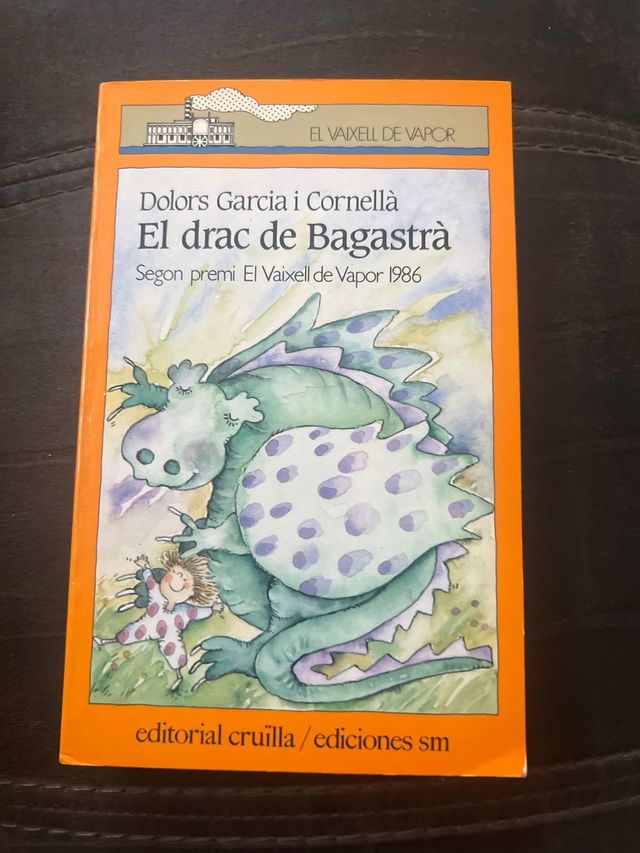 EL VAIXELL DE VAPOR
Dolors Garcia i Cornellà
El drac de Bagastrà
Segon premi El Vaixell de Vapor 1986
editorial cruïlla / ediciones sm